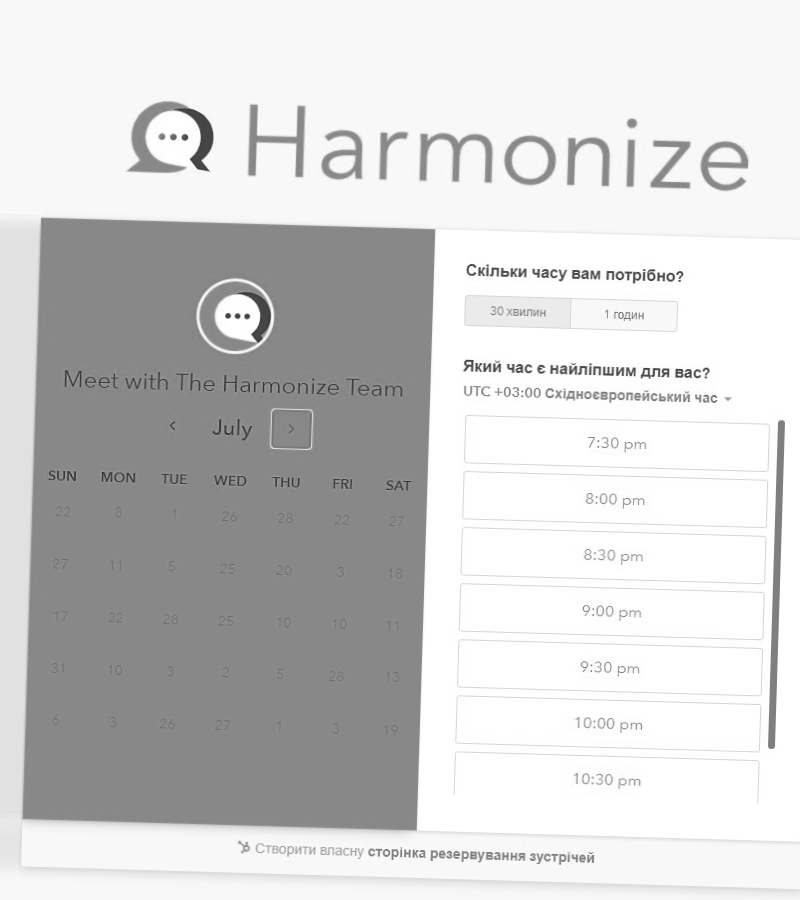 Harmonize
Meet with The Harmonize Team
July
SUN MON TUE WED THU FRI SAT
22 8 1 26 28 22 27
27 11 5 25 20 3 18
17 22 28 25 10 10 11
31 10 3 2 5 28 13
6 3 26 27 1 3 19
Скільки часу вам потрібно?
30 хвилин 1 годин
Який час є найліпшим для вас?
UTC +03:00 Східноєвропейський час
7:30 pm
8:00 pm
8:30 pm
9:00 pm
9:30 pm
10:00 pm
10:30 pm
Створити власну сторінка резервування зустрічей